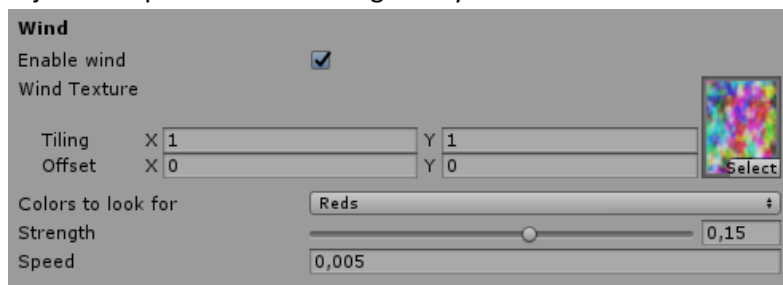 Wind
Enable wind
Wind Texture
Tiling X 1 Y 1
Offset X 0 Y 0
Select
Colors to look for Reds
Strength 0,15
Speed 0,005